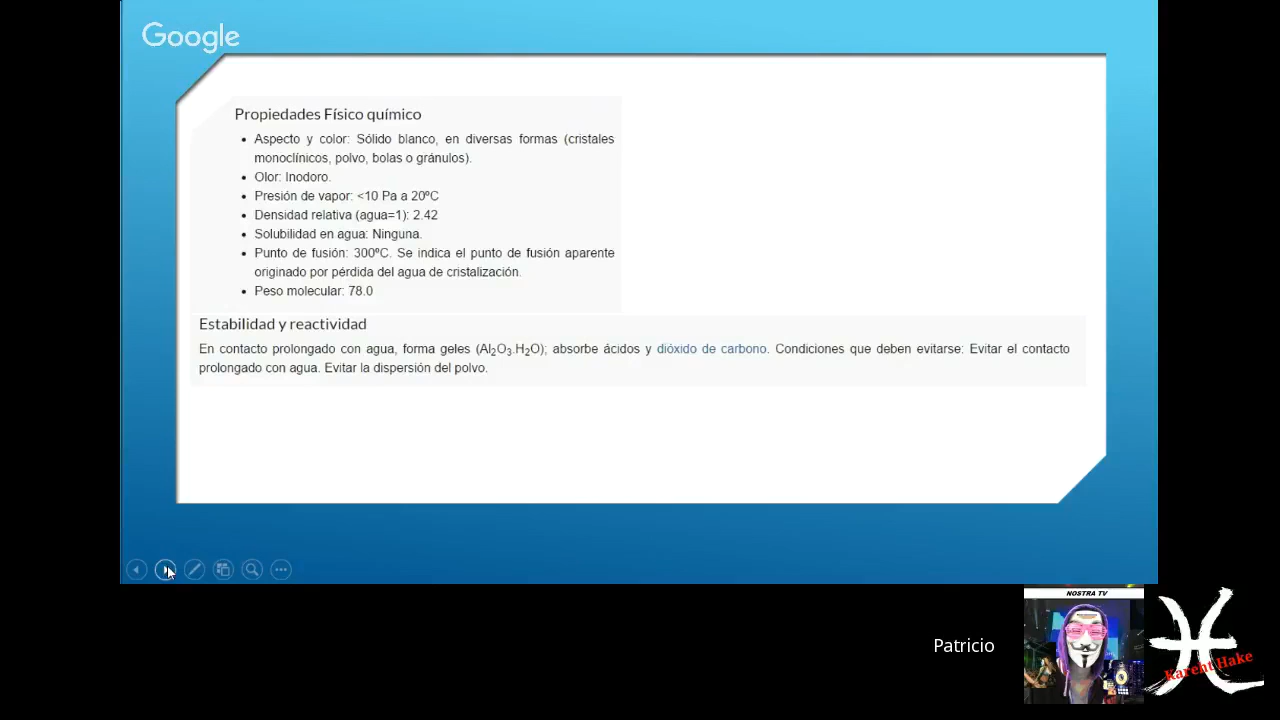 Google
Propiedades Físico químico
• Aspecto y color: Sólido blanco, en diversas formas (cristales
monoclínicos, polvo, bolas o gránulos).
• Olor: Inodoro.
• Presión de vapor: <10 Pa a 20ºC
• Densidad relativa (agua=1): 2.42
• Solubilidad en agua: Ninguna.
• Punto de fusión: 300ºC. Se indica el punto de fusión aparente
originado por pérdida del agua de cristalización.
• Peso molecular: 78.0
Estabilidad y reactividad
En contacto prolongado con agua, forma geles (Al₂O₃.H₂O); absorbe ácidos y dióxido de carbono. Condiciones que deben evitarse: Evitar el contacto
prolongado con agua. Evitar la dispersión del polvo.
NOSTRA TV
Patricio
Kareht Hake